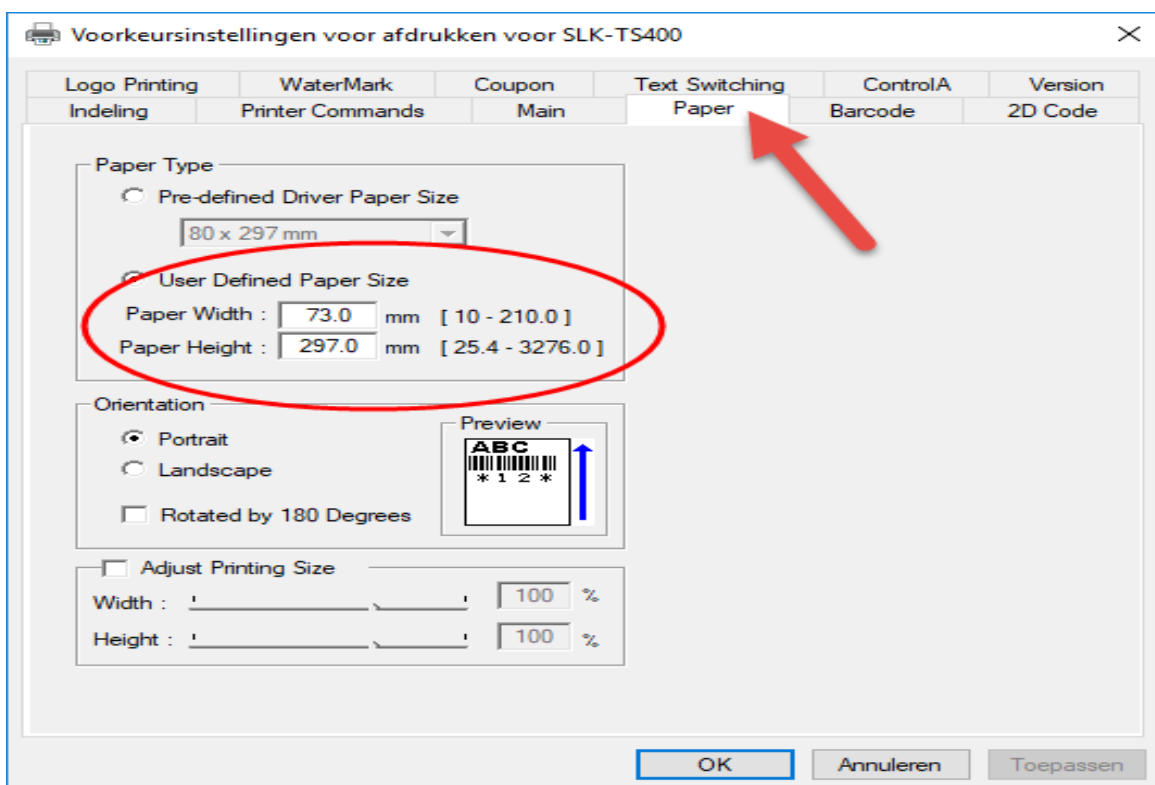 Voorkeursinstellingen voor afdrukken voor SLK-TS400
Logo Printing WaterMark Coupon Text Switching ControlA Version
Indeling Printer Commands Main Paper Barcode 2D Code
Paper Type
Pre-defined Driver Paper Size
80 x 297 mm
User Defined Paper Size
Paper Width : 73.0 mm [ 10 - 210.0 ]
Paper Height : 297.0 mm [ 25.4 - 3276.0 ]
Orientation
Portrait
Landscape
Rotated by 180 Degrees
Preview
ABC
*12*
Adjust Printing Size
Width : 100 %
Height : 100 %
OK Annuleren Toepassen